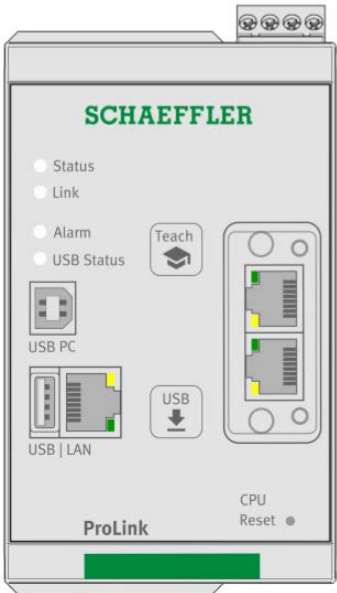 SCHAEFFLER
Status
Link
Alarm
USB Status
Teach
USB PC
USB
USB | LAN
CPU
Reset
ProLink